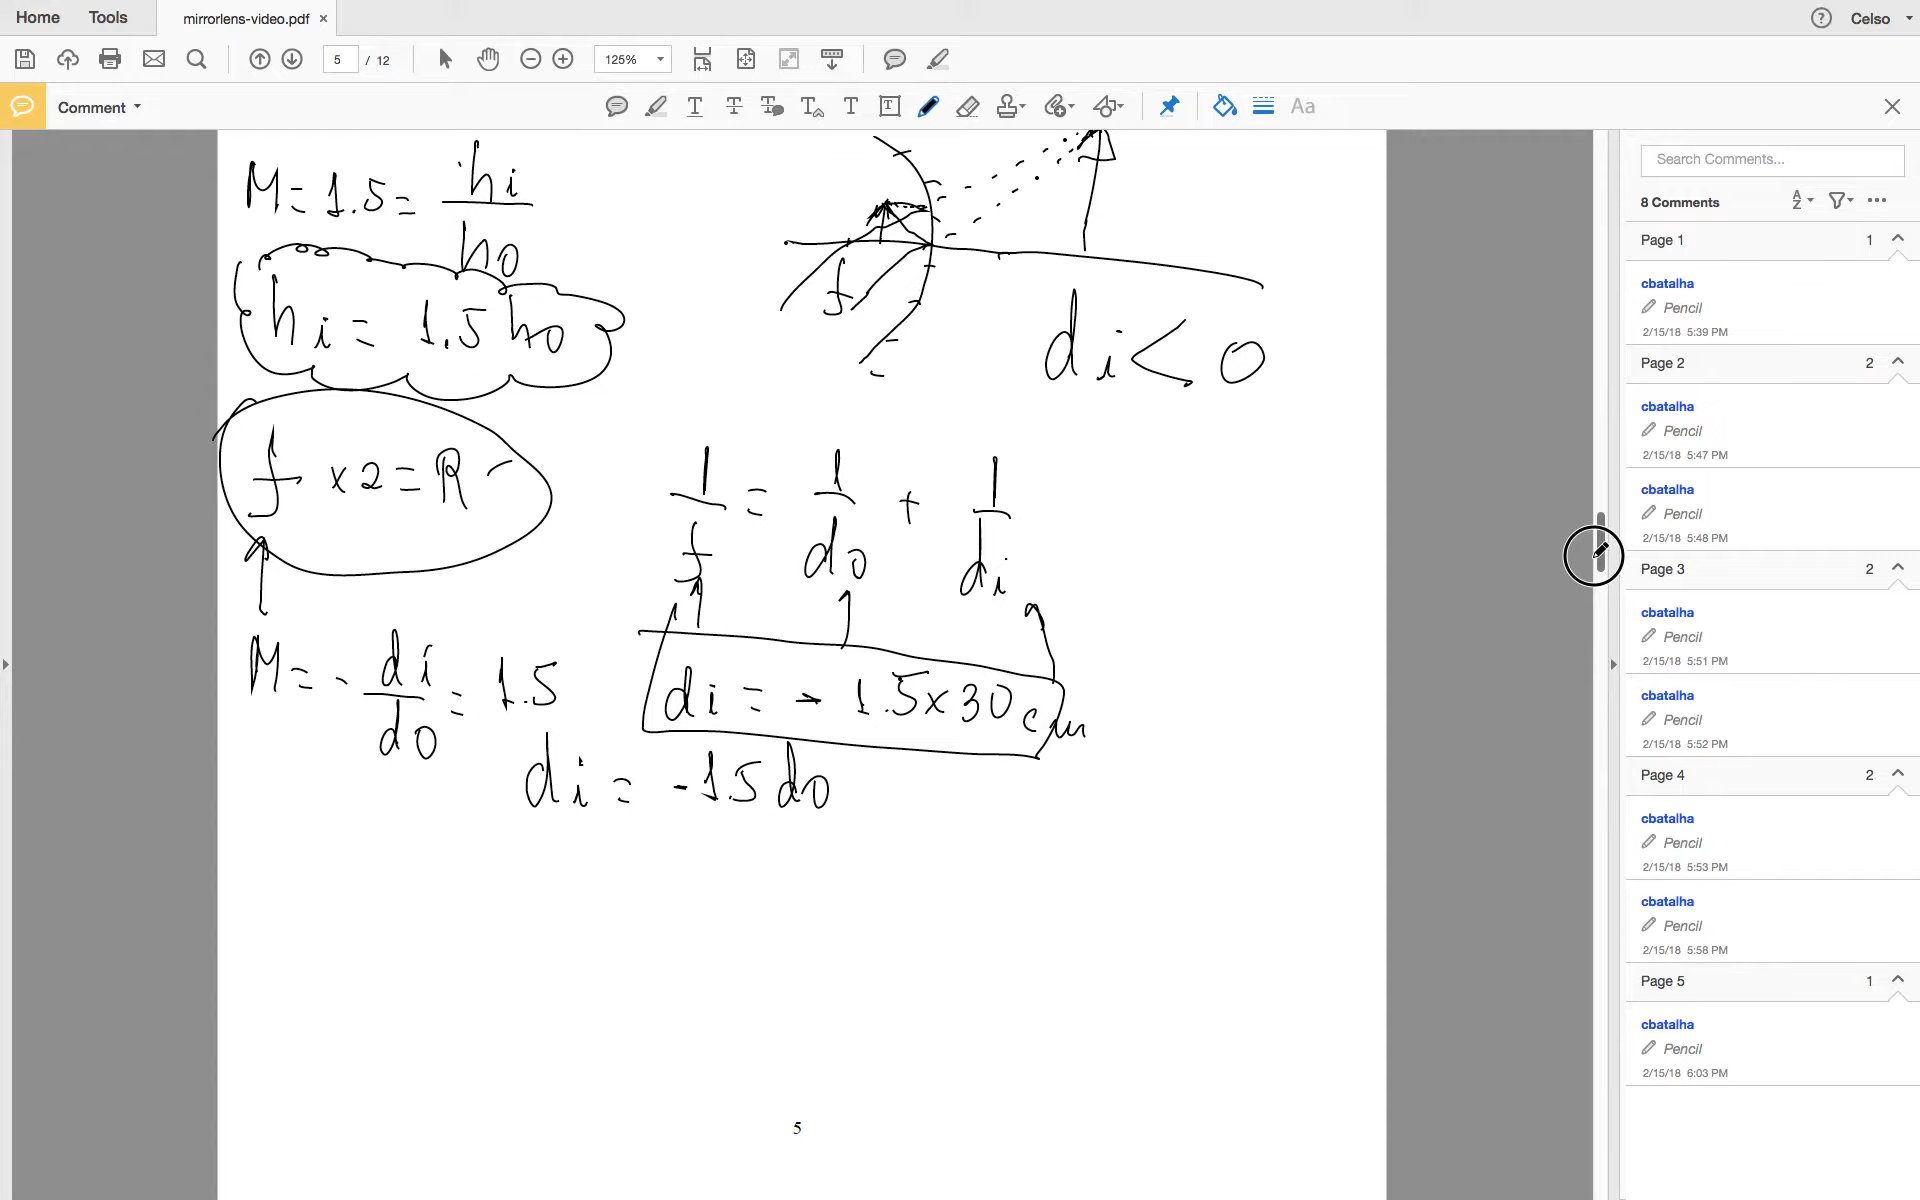 Home Tools mirrorlens-video.pdf × Celso
5 / 12 125%
Comment Aa
M = 1.5 = hi / ho
hi = 1.5 ho
f
di < 0
f x 2 = R
1/f = 1/do + 1/di
M = - di/do = 1.5
di = - 1.5 x 30 cm
di = - 1.5 do
5
Search Comments...
8 Comments
Page 1 1
cbatalha
Pencil
2/15/18 5:39 PM
Page 2 2
cbatalha
Pencil
2/15/18 5:47 PM
cbatalha
Pencil
2/15/18 5:48 PM
Page 3 2
cbatalha
Pencil
2/15/18 5:51 PM
cbatalha
Pencil
2/15/18 5:52 PM
Page 4 2
cbatalha
Pencil
2/15/18 5:53 PM
cbatalha
Pencil
2/15/18 5:58 PM
Page 5 1
cbatalha
Pencil
2/15/18 6:03 PM